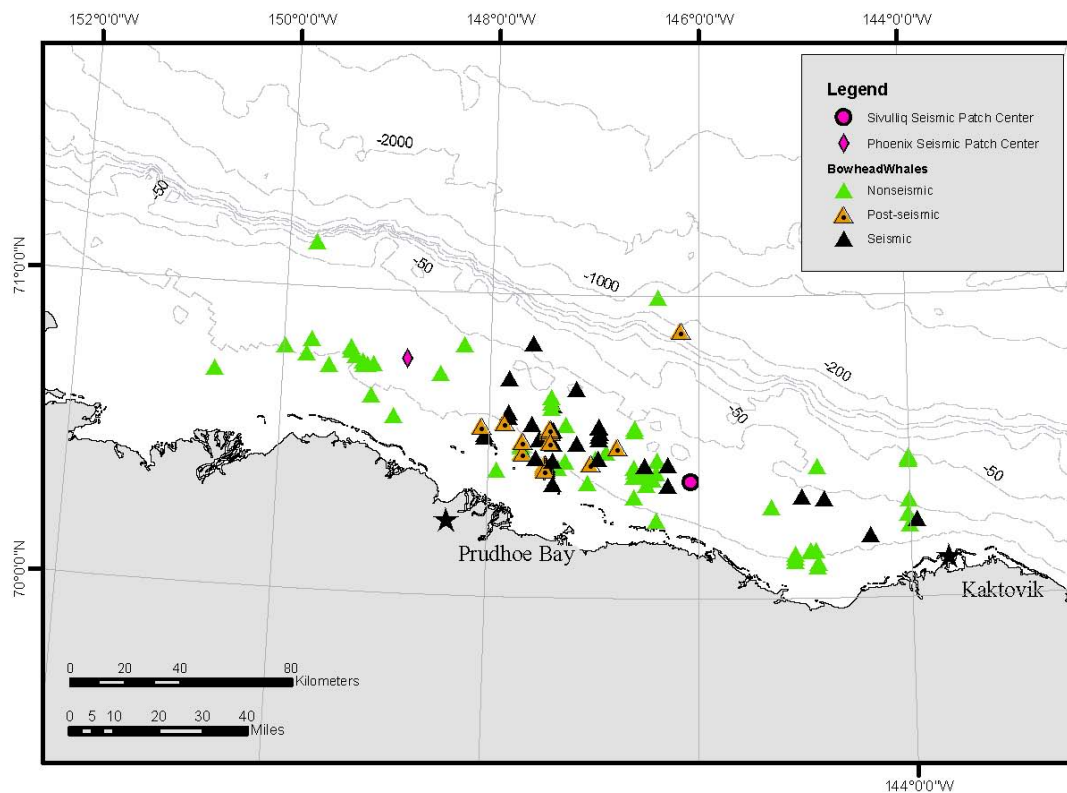 152°0'0"W 150°0'0"W 148°0'0"W 146°0'0"W 144°0'0"W
Legend
Sivulliq Seismic Patch Center
Phoenix Seismic Patch Center
BowheadWhales
Nonseismic
Post-seismic
Seismic
-2000
-50
71°0'0"N
-50
-1000
-200
-50
-50
Prudhoe Bay
70°0'0"N
Kaktovik
0 20 40 80
Kilometers
0 5 10 20 30 40
Miles
144°0'0"W